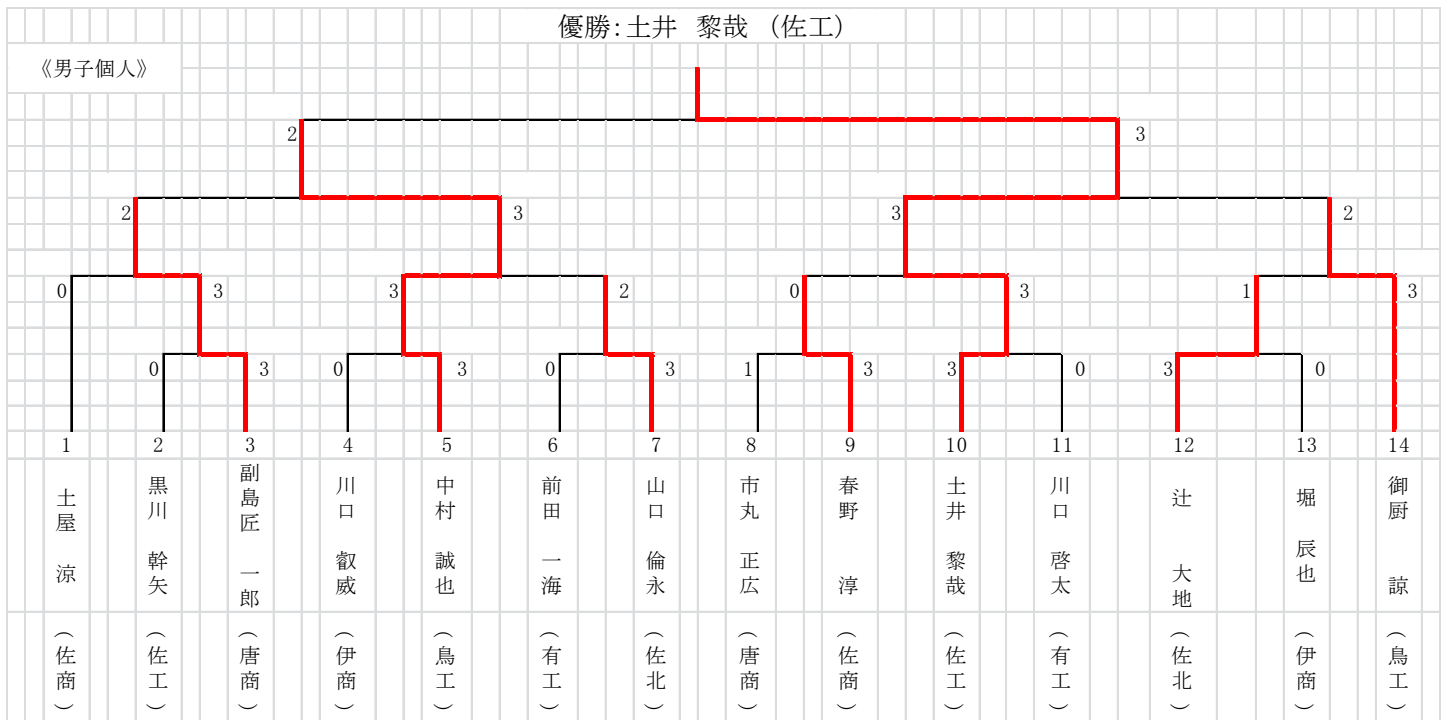 優勝:土井 黎哉 (佐工)
《男子個人》
2 3
2 3 3 2
0 3 3 2 0 3 1 3
0 3 0 3 0 3 1 3 3 0 3 0
1 2 3 4 5 6 7 8 9 10 11 12 13 14
土屋 涼 (佐商)
黒川 幹矢 (佐工)
副島匠 一郎 (唐商)
川口 叡威 (伊商)
中村 誠也 (鳥工)
前田 一海 (有工)
山口 倫永 (佐北)
市丸 正広 (唐商)
春野 淳 (佐商)
土井 黎哉 (佐工)
川口 啓太 (有工)
辻 大地 (佐北)
堀 辰也 (伊商)
御厨 諒 (鳥工)